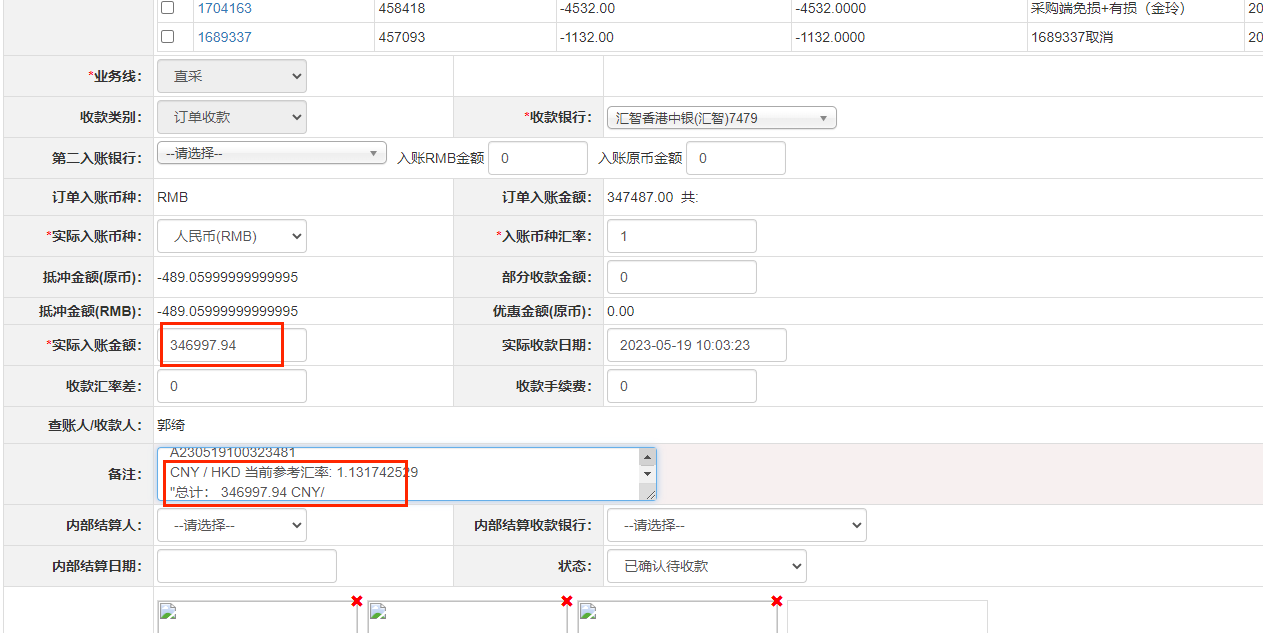 1704163 458418 -4532.00 -4532.0000 采购端免损+有损（金玲） 20
1689337 457093 -1132.00 -1132.0000 1689337取消 20
*业务线: 直采
收款类别: 订单收款 *收款银行: 汇智香港中银(汇智)7479
第二入账银行: --请选择-- 入账RMB金额 0 入账原币金额 0
订单入账币种: RMB 订单入账金额: 347487.00 共:
*实际入账币种: 人民币(RMB) *入账币种汇率: 1
抵冲金额(原币): -489.05999999999995 部分收款金额: 0
抵冲金额(RMB): -489.05999999999995 优惠金额(原币): 0.00
*实际入账金额: 346997.94 实际收款日期: 2023-05-19 10:03:23
收款汇率差: 0 收款手续费: 0
查账人/收款人: 郭绮
A230519100323481
备注: CNY / HKD 当前参考汇率: 1.131742529
"总计： 346997.94 CNY/
内部结算人: --请选择-- 内部结算收款银行: --请选择--
内部结算日期: 状态: 已确认待收款